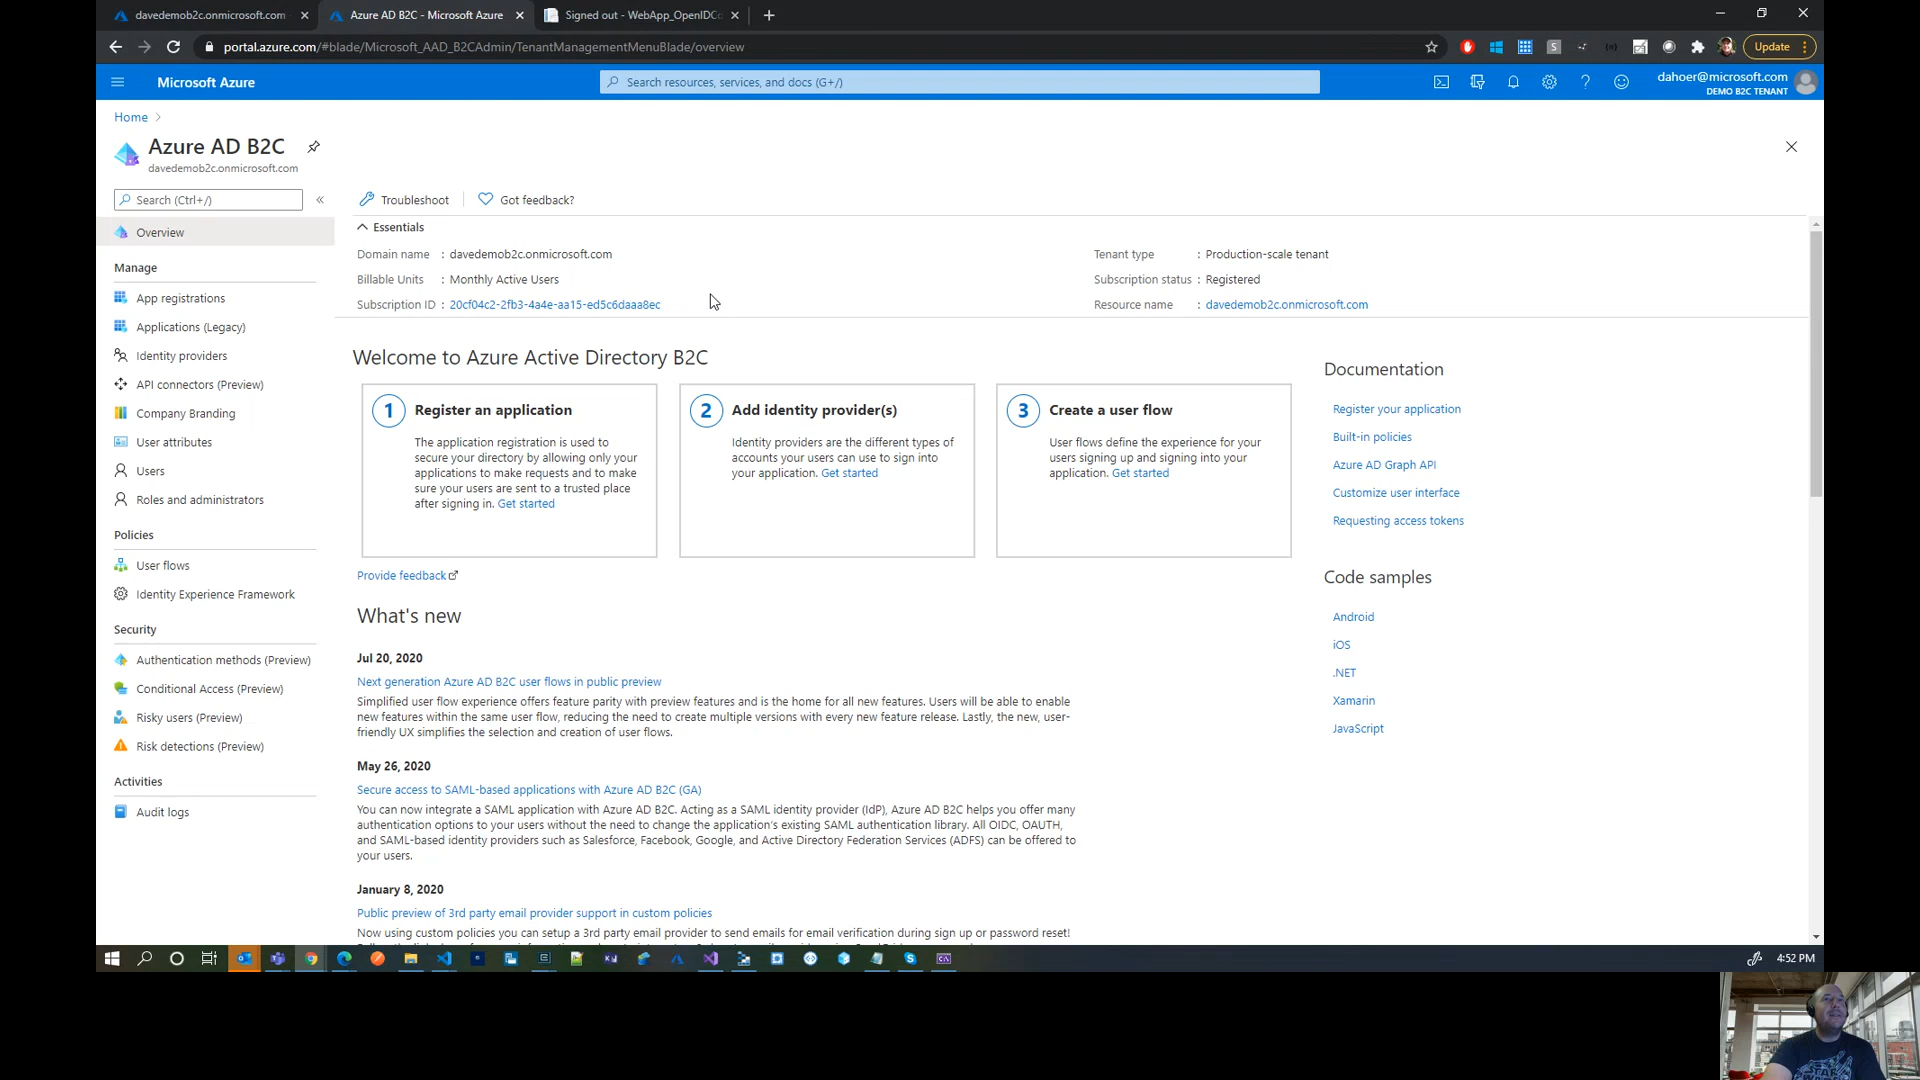 davedemob2c.onmicrosoft.com
Azure AD B2C - Microsoft Azure
Signed out - WebApp_OpenIDCo
portal.azure.com/#blade/Microsoft_AAD_B2CAdmin/TenantManagementMenuBlade/overview
Update
Microsoft Azure
Search resources, services, and docs (G+/)
dahoer@microsoft.com
DEMO B2C TENANT
Home
Azure AD B2C
davedemob2c.onmicrosoft.com
Search (Ctrl+/)
Overview
Manage
App registrations
Applications (Legacy)
Identity providers
API connectors (Preview)
Company Branding
User attributes
Users
Roles and administrators
Policies
User flows
Identity Experience Framework
Security
Authentication methods (Preview)
Conditional Access (Preview)
Risky users (Preview)
Risk detections (Preview)
Activities
Audit logs
Troubleshoot
Got feedback?
Essentials
Domain name : davedemob2c.onmicrosoft.com
Billable Units : Monthly Active Users
Subscription ID : 20cf04c2-2fb3-4a4e-aa15-ed5c6daaa8ec
Tenant type : Production-scale tenant
Subscription status : Registered
Resource name : davedemob2c.onmicrosoft.com
Welcome to Azure Active Directory B2C
1 Register an application
The application registration is used to
secure your directory by allowing only your
applications to make requests and to make
sure your users are sent to a trusted place
after signing in. Get started
2 Add identity provider(s)
Identity providers are the different types of
accounts your users can use to sign into
your application. Get started
3 Create a user flow
User flows define the experience for your
users signing up and signing into your
application. Get started
Provide feedback
What's new
Jul 20, 2020
Next generation Azure AD B2C user flows in public preview
Simplified user flow experience offers feature parity with preview features and is the home for all new features. Users will be able to enable
new features within the same user flow, reducing the need to create multiple versions with every new feature release. Lastly, the new, user-
friendly UX simplifies the selection and creation of user flows.
May 26, 2020
Secure access to SAML-based applications with Azure AD B2C (GA)
You can now integrate a SAML application with Azure AD B2C. Acting as a SAML identity provider (IdP), Azure AD B2C helps you offer many
authentication options to your users without the need to change the application's existing SAML authentication library. All OIDC, OAUTH,
and SAML-based identity providers such as Salesforce, Facebook, Google, and Active Directory Federation Services (ADFS) can be offered to
your users.
January 8, 2020
Public preview of 3rd party email provider support in custom policies
Now using custom policies you can setup a 3rd party email provider to send emails for email verification during sign up or password reset!
Documentation
Register your application
Built-in policies
Azure AD Graph API
Customize user interface
Requesting access tokens
Code samples
Android
iOS
.NET
Xamarin
JavaScript
4:52 PM